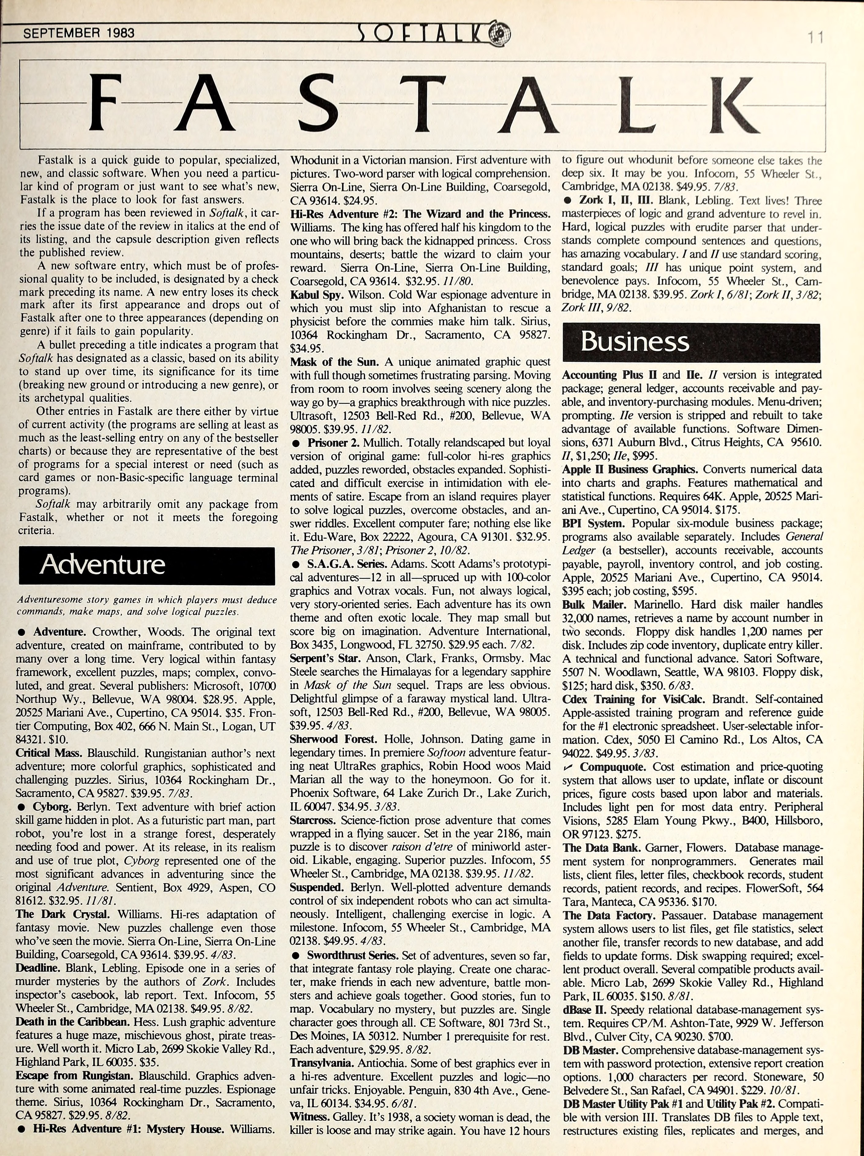 SEPTEMBER 1983
SOFTALK
11
FASTALK
Fastalk is a quick guide to popular, specialized,
new, and classic software. When you need a particu-
lar kind of program or just want to see what's new,
Fastalk is the place to look for fast answers.
If a program has been reviewed in Softalk, it car-
ries the issue date of the review in italics at the end of
its listing, and the capsule description given reflects
the published review.
A new software entry, which must be of profes-
sional quality to be included, is designated by a check
mark preceding its name. A new entry loses its check
mark after its first appearance and drops out of
Fastalk after one to three appearances (depending on
genre) if it fails to gain popularity.
A bullet preceding a title indicates a program that
Softalk has designated as a classic, based on its ability
to stand up over time, its significance for its time
(breaking new ground or introducing a new genre), or
its archetypal qualities.
Other entries in Fastalk are there either by virtue
of current activity (the programs are selling at least as
much as the least-selling entry on any of the bestseller
charts) or because they are representative of the best
of programs for a special interest or need (such as
card games or non-Basic-specific language terminal
programs).
Softalk may arbitrarily omit any package from
Fastalk, whether or not it meets the foregoing
criteria.
Adventure
Adventuresome story games in which players must deduce
commands, make maps, and solve logical puzzles.
• Adventure. Crowther, Woods. The original text
adventure, created on mainframe, contributed to by
many over a long time. Very logical within fantasy
framework, excellent puzzles, maps; complex, convo-
luted, and great. Several publishers: Microsoft, 10700
Northup Wy., Bellevue, WA 98004. $28.95. Apple,
20525 Mariani Ave., Cupertino, CA 95014. $35. Fron-
tier Computing, Box 402, 666 N. Main St., Logan, UT
84321. $10.
Critical Mass. Blauschild. Rungistanian author's next
adventure; more colorful graphics, sophisticated and
challenging puzzles. Sirius, 10364 Rockingham Dr.,
Sacramento, CA 95827. $39.95. 7/83.
• Cyborg. Berlyn. Text adventure with brief action
skill game hidden in plot. As a futuristic part man, part
robot, you're lost in a strange forest, desperately
needing food and power. At its release, in its realism
and use of true plot, Cyborg represented one of the
most significant advances in adventuring since the
original Adventure. Sentient, Box 4929, Aspen, CO
81612. $32.95. 11/81.
The Dark Crystal. Williams. Hi-res adaptation of
fantasy movie. New puzzles challenge even those
who've seen the movie. Sierra On-Line, Sierra On-Line
Building, Coarsegold, CA 93614. $39.95. 4/83.
Deadline. Blank, Lebling. Episode one in a series of
murder mysteries by the authors of Zork. Includes
inspector's casebook, lab report. Text. Infocom, 55
Wheeler St., Cambridge, MA 02138. $49.95. 8/82.
Death in the Caribbean. Hess. Lush graphic adventure
features a huge maze, mischievous ghost, pirate treas-
ure. Well worth it. Micro Lab, 2699 Skokie Valley Rd.,
Highland Park, IL 60035. $35.
Escape from Rungistan. Blauschild. Graphics adven-
ture with some animated real-time puzzles. Espionage
theme. Sirius, 10364 Rockingham Dr., Sacramento,
CA 95827. $29.95. 8/82.
• Hi-Res Adventure #1: Mystery House. Williams.
Whodunit in a Victorian mansion. First adventure with
pictures. Two-word parser with logical comprehension.
Sierra On-Line, Sierra On-Line Building, Coarsegold,
CA 93614. $24.95.
Hi-Res Adventure #2: The Wizard and the Princess.
Williams. The king has offered half his kingdom to the
one who will bring back the kidnapped princess. Cross
mountains, deserts; battle the wizard to claim your
reward. Sierra On-Line, Sierra On-Line Building,
Coarsegold, CA 93614. $32.95. 11/80.
Kabul Spy. Wilson. Cold War espionage adventure in
which you must slip into Afghanistan to rescue a
physicist before the commies make him talk. Sirius,
10364 Rockingham Dr., Sacramento, CA 95827.
$34.95.
Mask of the Sun. A unique animated graphic quest
with full though sometimes frustrating parsing. Moving
from room to room involves seeing scenery along the
way go by—a graphics breakthrough with nice puzzles.
Ultrasoft, 12503 Bell-Red Rd., #200, Bellevue, WA
98005. $39.95. 11/82.
• Prisoner 2. Mullich. Totally relandscaped but loyal
version of original game: full-color hi-res graphics
added, puzzles reworded, obstacles expanded. Sophisti-
cated and difficult exercise in intimidation with ele-
ments of satire. Escape from an island requires player
to solve logical puzzles, overcome obstacles, and an-
swer riddles. Excellent computer fare; nothing else like
it. Edu-Ware, Box 22222, Agoura, CA 91301. $32.95.
The Prisoner, 3/81; Prisoner 2, 10/82.
• S.A.G.A. Series. Adams. Scott Adams's prototypi-
cal adventures—12 in all—spruced up with 100-color
graphics and Votrax vocals. Fun, not always logical,
very story-oriented series. Each adventure has its own
theme and often exotic locale. They map small but
score big on imagination. Adventure International,
Box 3435, Longwood, FL 32750. $29.95 each. 7/82.
Serpent's Star. Anson, Clark, Franks, Ormsby. Mac
Steele searches the Himalayas for a legendary sapphire
in Mask of the Sun sequel. Traps are less obvious.
Delightful glimpse of a faraway mystical land. Ultra-
soft, 12503 Bell-Red Rd., #200, Bellevue, WA 98005.
$39.95. 4/83.
Sherwood Forest. Holle, Johnson. Dating game in
legendary times. In premiere Softoon adventure featur-
ing neat UltraRes graphics, Robin Hood woos Maid
Marian all the way to the honeymoon. Go for it.
Phoenix Software, 64 Lake Zurich Dr., Lake Zurich,
IL 60047. $34.95. 3/83.
Starcross. Science-fiction prose adventure that comes
wrapped in a flying saucer. Set in the year 2186, main
puzzle is to discover raison d'etre of miniworld aster-
oid. Likable, engaging. Superior puzzles. Infocom, 55
Wheeler St., Cambridge, MA 02138. $39.95. 11/82.
Suspended. Berlyn. Well-plotted adventure demands
control of six independent robots who can act simulta-
neously. Intelligent, challenging exercise in logic. A
milestone. Infocom, 55 Wheeler St., Cambridge, MA
02138. $49.95. 4/83.
• Swordthrust Series. Set of adventures, seven so far,
that integrate fantasy role playing. Create one charac-
ter, make friends in each new adventure, battle mon-
sters and achieve goals together. Good stories, fun to
map. Vocabulary no mystery, but puzzles are. Single
character goes through all. CE Software, 801 73rd St.,
Des Moines, IA 50312. Number 1 prerequisite for rest.
Each adventure, $29.95. 8/82.
Transylvania. Antiochia. Some of best graphics ever in
a hi-res adventure. Excellent puzzles and logic—no
unfair tricks. Enjoyable. Penguin, 830 4th Ave., Gene-
va, IL 60134. $34.95. 6/81.
Witness. Galley. It's 1938, a society woman is dead, the
killer is loose and may strike again. You have 12 hours
to figure out whodunit before someone else takes the
deep six. It may be you. Infocom, 55 Wheeler St.,
Cambridge, MA 02138. $49.95. 7/83.
• Zork I, II, III. Blank, Lebling. Text lives! Three
masterpieces of logic and grand adventure to revel in.
Hard, logical puzzles with erudite parser that under-
stands complete compound sentences and questions,
has amazing vocabulary. I and II use standard scoring,
standard goals; III has unique point system, and
benevolence pays. Infocom, 55 Wheeler St., Cam-
bridge, MA 02138. $39.95. Zork I, 6/81; Zork II, 3/82;
Zork III, 9/82.
Business
Accounting Plus II and IIe. II version is integrated
package; general ledger, accounts receivable and pay-
able, and inventory-purchasing modules. Menu-driven;
prompting. IIe version is stripped and rebuilt to take
advantage of available functions. Software Dimen-
sions, 6371 Auburn Blvd., Citrus Heights, CA 95610.
II, $1,250; IIe, $995.
Apple II Business Graphics. Converts numerical data
into charts and graphs. Features mathematical and
statistical functions. Requires 64K. Apple, 20525 Mari-
ani Ave., Cupertino, CA 95014. $175.
BPI System. Popular six-module business package;
programs also available separately. Includes General
Ledger (a bestseller), accounts receivable, accounts
payable, payroll, inventory control, and job costing.
Apple, 20525 Mariani Ave., Cupertino, CA 95014.
$395 each; job costing, $595.
Bulk Mailer. Marinello. Hard disk mailer handles
32,000 names, retrieves a name by account number in
two seconds. Floppy disk handles 1,200 names per
disk. Includes zip code inventory, duplicate entry killer.
A technical and functional advance. Satori Software,
5507 N. Woodlawn, Seattle, WA 98103. Floppy disk,
$125; hard disk, $350. 6/83.
Cdex Training for VisiCalc. Brandt. Self-contained
Apple-assisted training program and reference guide
for the #1 electronic spreadsheet. User-selectable infor-
mation. Cdex, 5050 El Camino Rd., Los Altos, CA
94022. $49.95. 3/83.
✓ Compuquote. Cost estimation and price-quoting
system that allows user to update, inflate or discount
prices, figure costs based upon labor and materials.
Includes light pen for most data entry. Peripheral
Visions, 5285 Elam Young Pkwy., B400, Hillsboro,
OR 97123. $275.
The Data Bank. Garner, Flowers. Database manage-
ment system for nonprogrammers. Generates mail
lists, client files, letter files, checkbook records, student
records, patient records, and recipes. FlowerSoft, 564
Tara, Manteca, CA 95336. $170.
The Data Factory. Passauer. Database management
system allows users to list files, get file statistics, select
another file, transfer records to new database, and add
fields to update forms. Disk swapping required; excel-
lent product overall. Several compatible products avail-
able. Micro Lab, 2699 Skokie Valley Rd., Highland
Park, IL 60035. $150. 8/81.
dBase II. Speedy relational database-management sys-
tem. Requires CP/M. Ashton-Tate, 9929 W. Jefferson
Blvd., Culver City, CA 90230. $700.
DB Master. Comprehensive database-management sys-
tem with password protection, extensive report creation
options. 1,000 characters per record. Stoneware, 50
Belvedere St., San Rafael, CA 94901. $229. 10/81.
DB Master Utility Pak #1 and Utility Pak #2. Compati-
ble with version III. Translates DB files to Apple text,
restructures existing files, replicates and merges, and